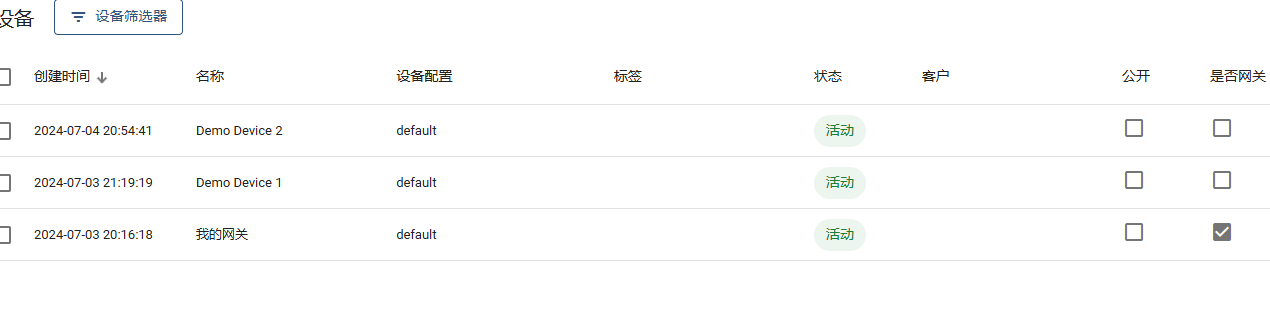 设备 设备筛选器
创建时间 名称 设备配置 标签 状态 客户 公开 是否网关
2024-07-04 20:54:41 Demo Device 2 default 活动
2024-07-03 21:19:19 Demo Device 1 default 活动
2024-07-03 20:16:18 我的网关 default 活动